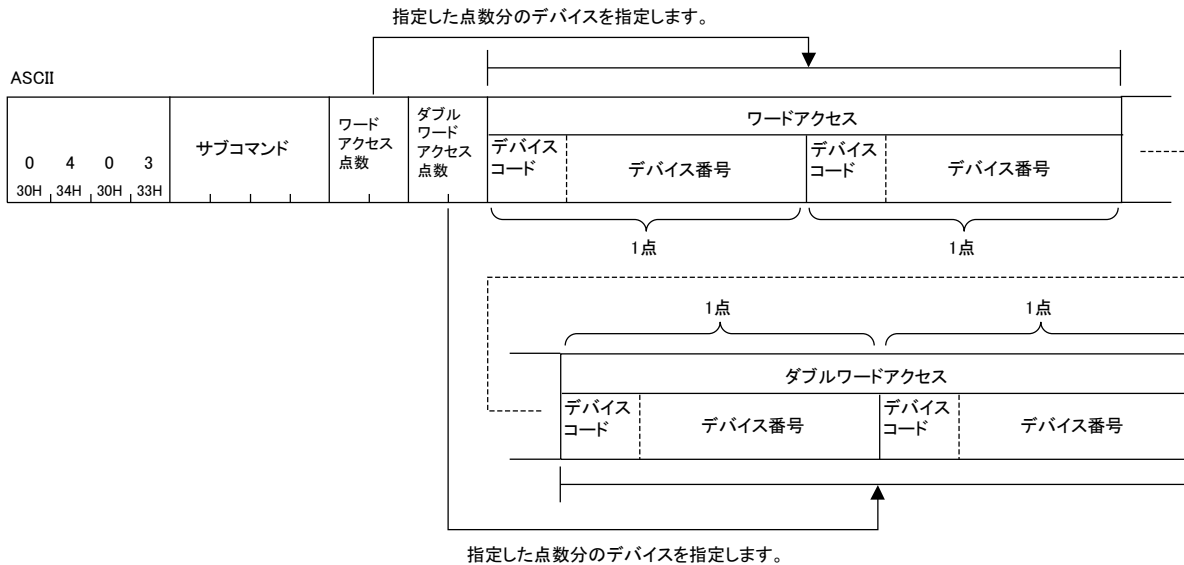 指定した点数分のデバイスを指定します。
ASCII
0 4 0 3
30H 34H 30H 33H
サブコマンド
ワード
アクセス
点数
ダブル
ワード
アクセス
点数
ワードアクセス
デバイス
コード
デバイス番号
デバイス
コード
デバイス番号
1点
1点
1点
1点
ダブルワードアクセス
デバイス
コード
デバイス番号
デバイス
コード
デバイス番号
指定した点数分のデバイスを指定します。